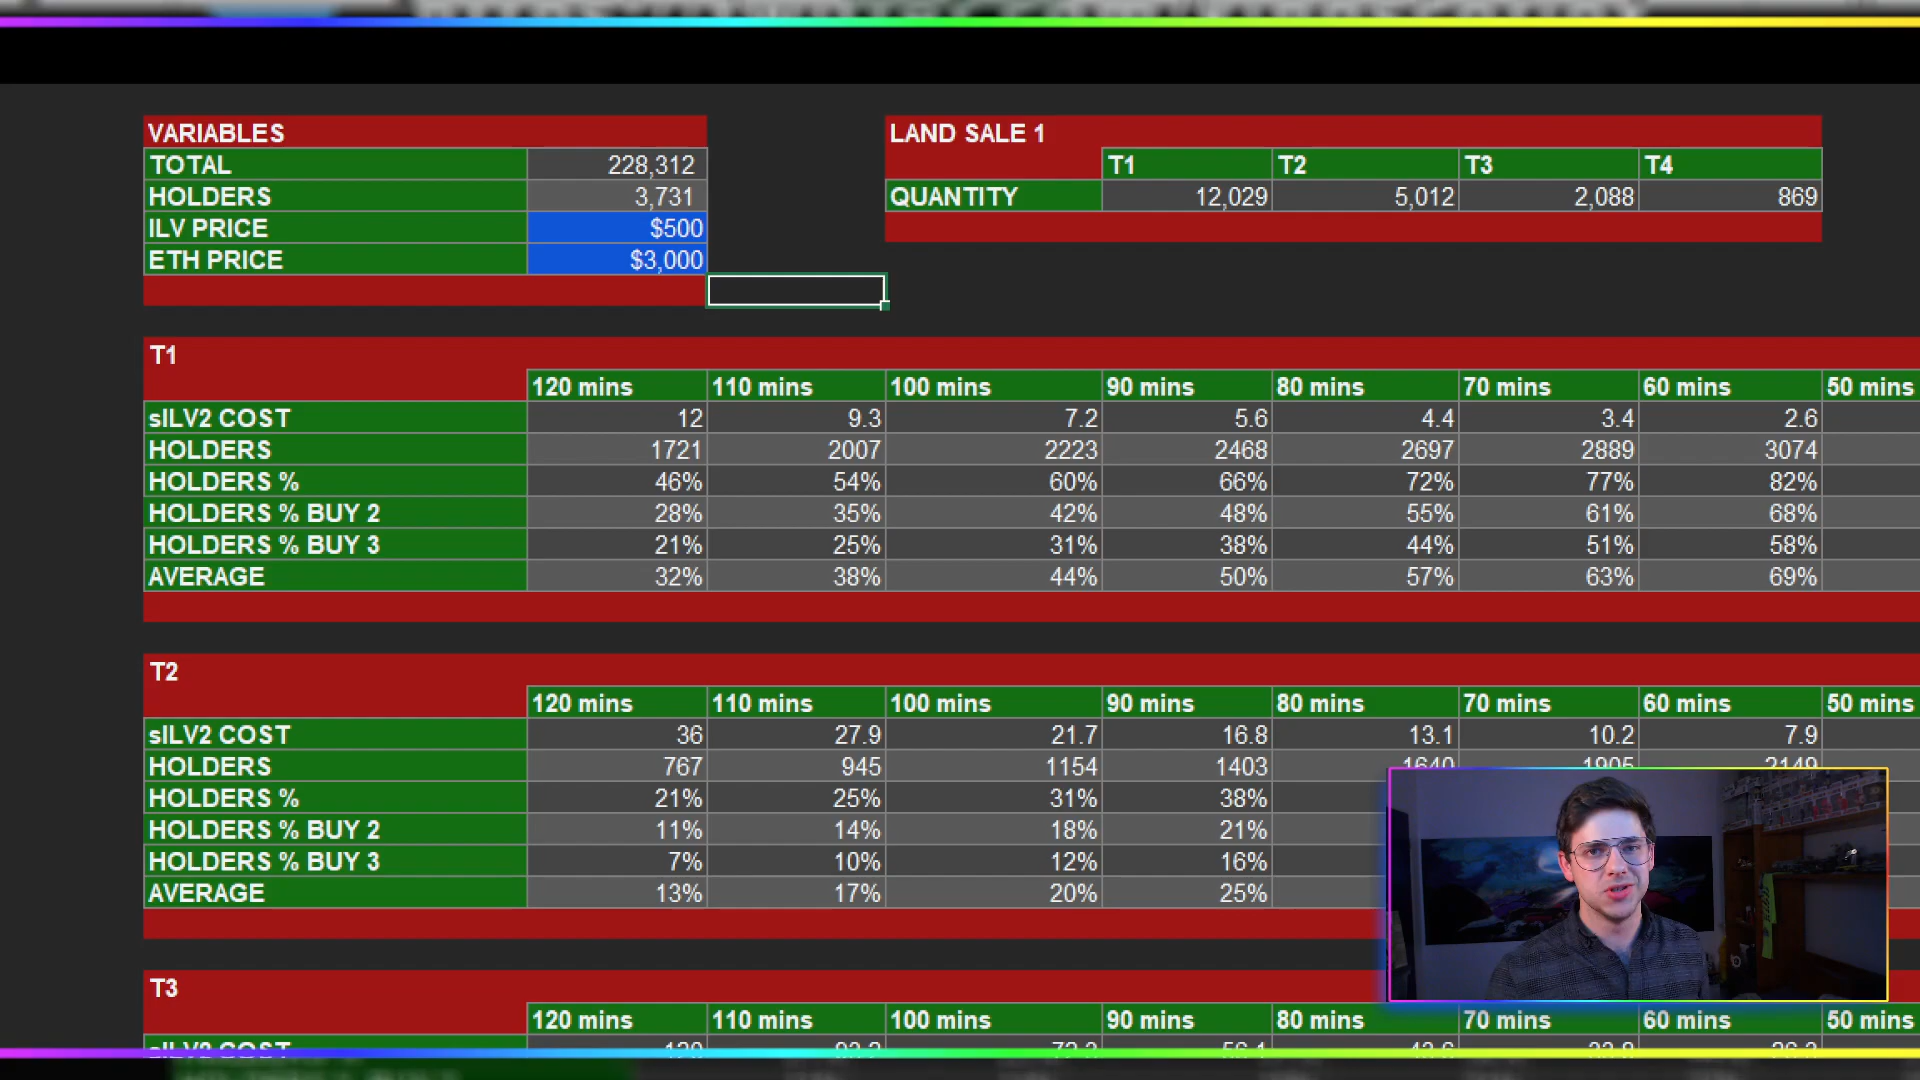 VARIABLES
TOTAL 228,312
HOLDERS 3,731
ILV PRICE $500
ETH PRICE $3,000
LAND SALE 1
T1 T2 T3 T4
QUANTITY 12,029 5,012 2,088 869
T1
120 mins 110 mins 100 mins 90 mins 80 mins 70 mins 60 mins 50 mins
sILV2 COST 12 9.3 7.2 5.6 4.4 3.4 2.6
HOLDERS 1721 2007 2223 2468 2697 2889 3074
HOLDERS % 46% 54% 60% 66% 72% 77% 82%
HOLDERS % BUY 2 28% 35% 42% 48% 55% 61% 68%
HOLDERS % BUY 3 21% 25% 31% 38% 44% 51% 58%
AVERAGE 32% 38% 44% 50% 57% 63% 69%
T2
120 mins 110 mins 100 mins 90 mins 80 mins 70 mins 60 mins 50 mins
sILV2 COST 36 27.9 21.7 16.8 13.1 10.2 7.9
HOLDERS 767 945 1154 1403 1640 1905 2149
HOLDERS % 21% 25% 31% 38%
HOLDERS % BUY 2 11% 14% 18% 21%
HOLDERS % BUY 3 7% 10% 12% 16%
AVERAGE 13% 17% 20% 25%
T3
120 mins 110 mins 100 mins 90 mins 80 mins 70 mins 60 mins 50 mins
sILV2 COST